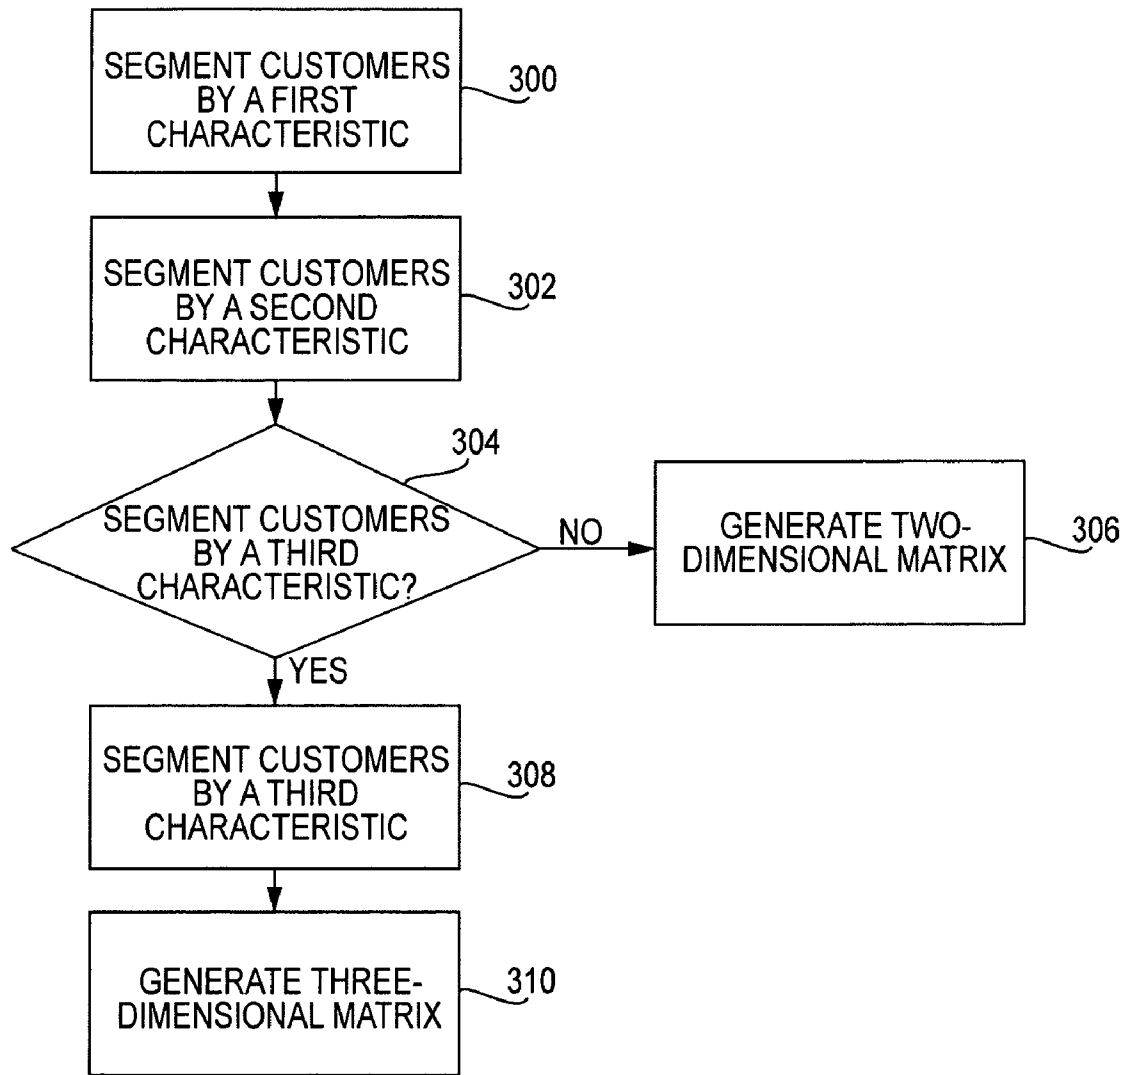 SEGMENT CUSTOMERS
BY A FIRST
CHARACTERISTIC
300
SEGMENT CUSTOMERS
BY A SECOND
CHARACTERISTIC
302
304
SEGMENT CUSTOMERS
BY A THIRD
CHARACTERISTIC?
NO
GENERATE TWO-
DIMENSIONAL MATRIX
306
YES
SEGMENT CUSTOMERS
BY A THIRD
CHARACTERISTIC
308
GENERATE THREE-
DIMENSIONAL MATRIX
310